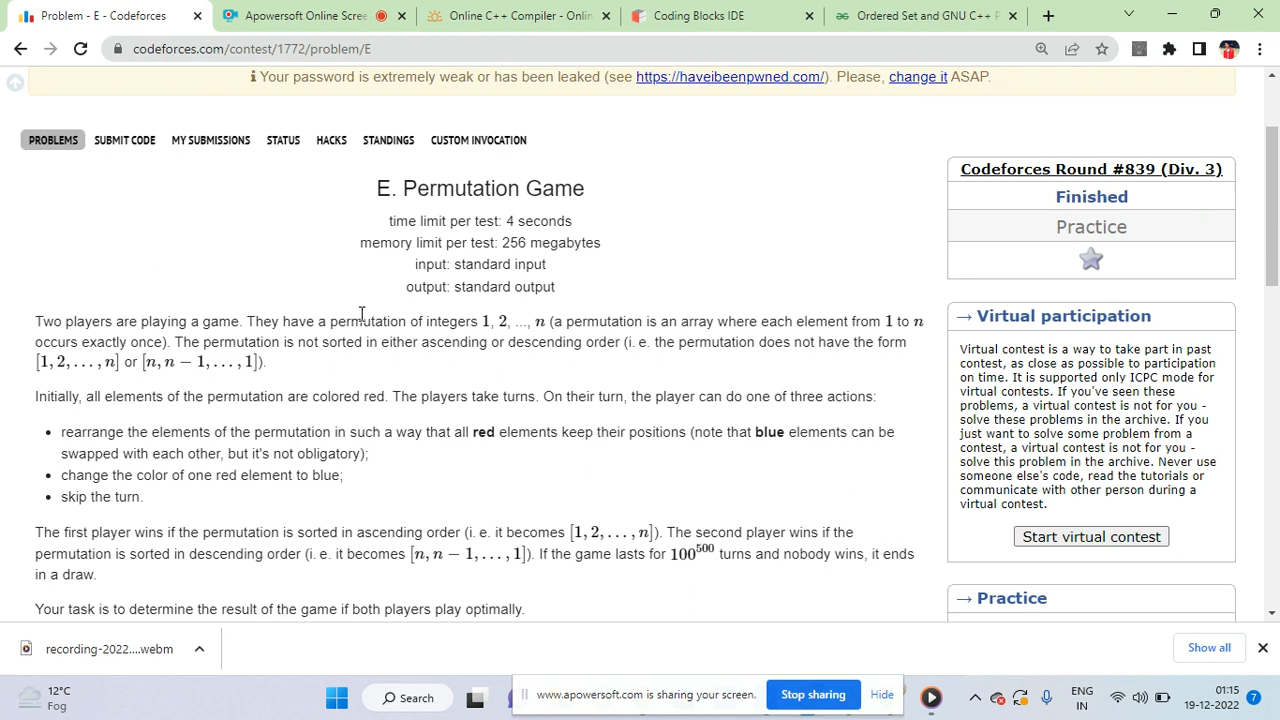 Problem - E - Codeforces
Apowersoft Online Scree
Online C++ Compiler - Onlin
Coding Blocks IDE
Ordered Set and GNU C++ P
codeforces.com/contest/1772/problem/E
Your password is extremely weak or has been leaked (see https://haveibeenpwned.com/). Please, change it ASAP.
PROBLEMS SUBMIT CODE MY SUBMISSIONS STATUS HACKS STANDINGS CUSTOM INVOCATION
E. Permutation Game
time limit per test: 4 seconds
memory limit per test: 256 megabytes
input: standard input
output: standard output
Two players are playing a game. They have a permutation of integers 1, 2, ..., n (a permutation is an array where each element from 1 to n
occurs exactly once). The permutation is not sorted in either ascending or descending order (i. e. the permutation does not have the form
[1, 2, . . . , n] or [n, n − 1, . . . , 1]).
Initially, all elements of the permutation are colored red. The players take turns. On their turn, the player can do one of three actions:
• rearrange the elements of the permutation in such a way that all red elements keep their positions (note that blue elements can be
swapped with each other, but it's not obligatory);
• change the color of one red element to blue;
• skip the turn.
The first player wins if the permutation is sorted in ascending order (i. e. it becomes [1, 2, . . . , n]). The second player wins if the
permutation is sorted in descending order (i. e. it becomes [n, n − 1, . . . , 1]). If the game lasts for 100^500 turns and nobody wins, it ends
in a draw.
Your task is to determine the result of the game if both players play optimally.
Codeforces Round #839 (Div. 3)
Finished
Practice
→ Virtual participation
Virtual contest is a way to take part in past
contest, as close as possible to participation
on time. It is supported only ICPC mode for
virtual contests. If you've seen these
problems, a virtual contest is not for you -
solve these problems in the archive. If you
just want to solve some problem from a
contest, a virtual contest is not for you -
solve this problem in the archive. Never use
someone else's code, read the tutorials or
communicate with other person during a
virtual contest.
Start virtual contest
→ Practice
recording-2022....webm
Show all
12°C
Fog
Search
www.apowersoft.com is sharing your screen.
Stop sharing
Hide
ENG
IN
01:15
19-12-2022
7